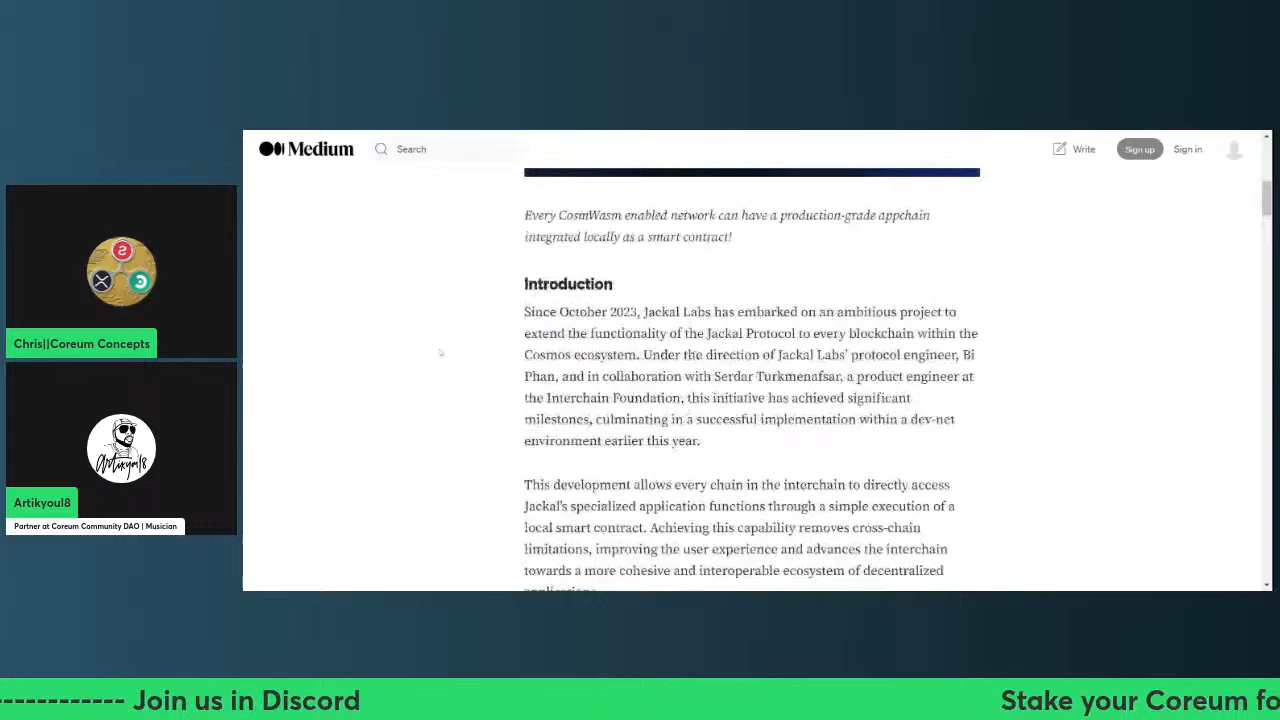 Medium
Search
Write
Sign up
Sign in
Every CosmWasm enabled network can have a production-grade appchain
integrated locally as a smart contract!
Introduction
Since October 2023, Jackal Labs has embarked on an ambitious project to
extend the functionality of the Jackal Protocol to every blockchain within the
Cosmos ecosystem. Under the direction of Jackal Labs' protocol engineer, Bi
Phan, and in collaboration with Serdar Turkmenafsar, a product engineer at
the Interchain Foundation, this initiative has achieved significant
milestones, culminating in a successful implementation within a dev-net
environment earlier this year.
This development allows every chain in the interchain to directly access
Jackal's specialized application functions through a simple execution of a
local smart contract. Achieving this capability removes cross-chain
limitations, improving the user experience and advances the interchain
towards a more cohesive and interoperable ecosystem of decentralized
Chris||Coreum Concepts
Artikyoul8
Artikyoul8
Partner at Coreum Community DAO | Musician
------------ Join us in Discord
Stake your Coreum fo